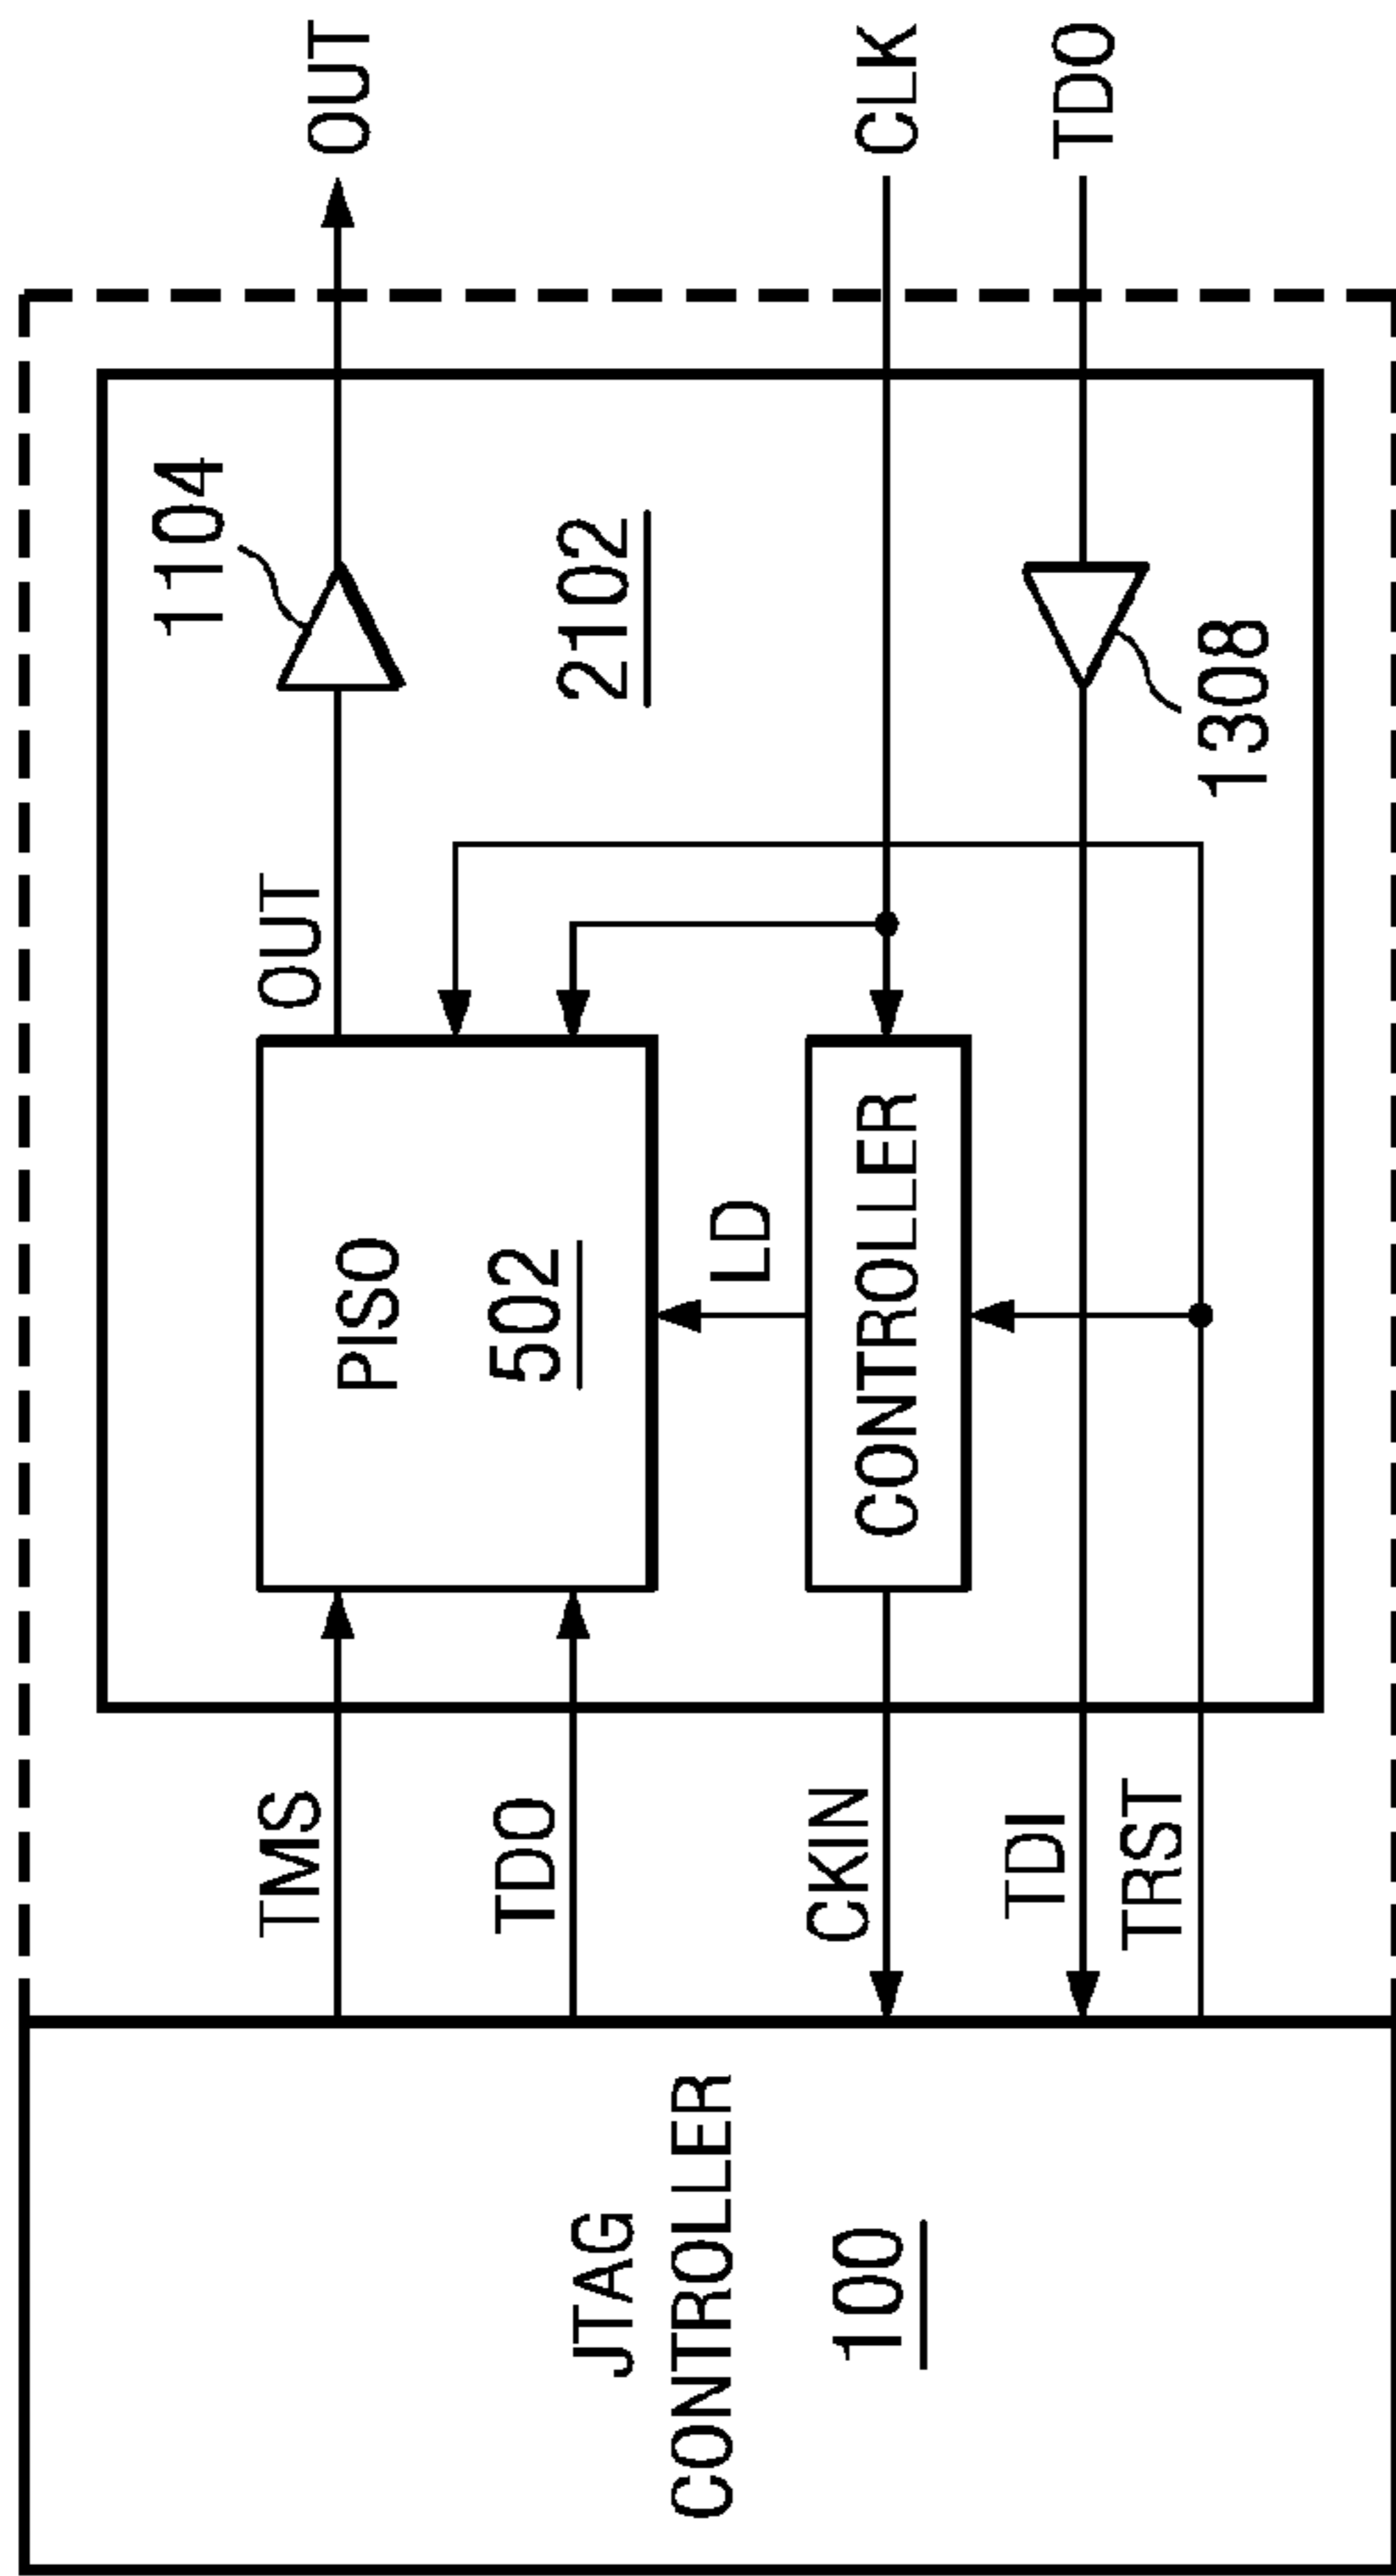 JTAG
CONTROLLER
100
TMS
TDO
CKIN
TDI
TRST
PISO
502
LD
CONTROLLER
OUT
1104
2102
1308
OUT
CLK
TDO